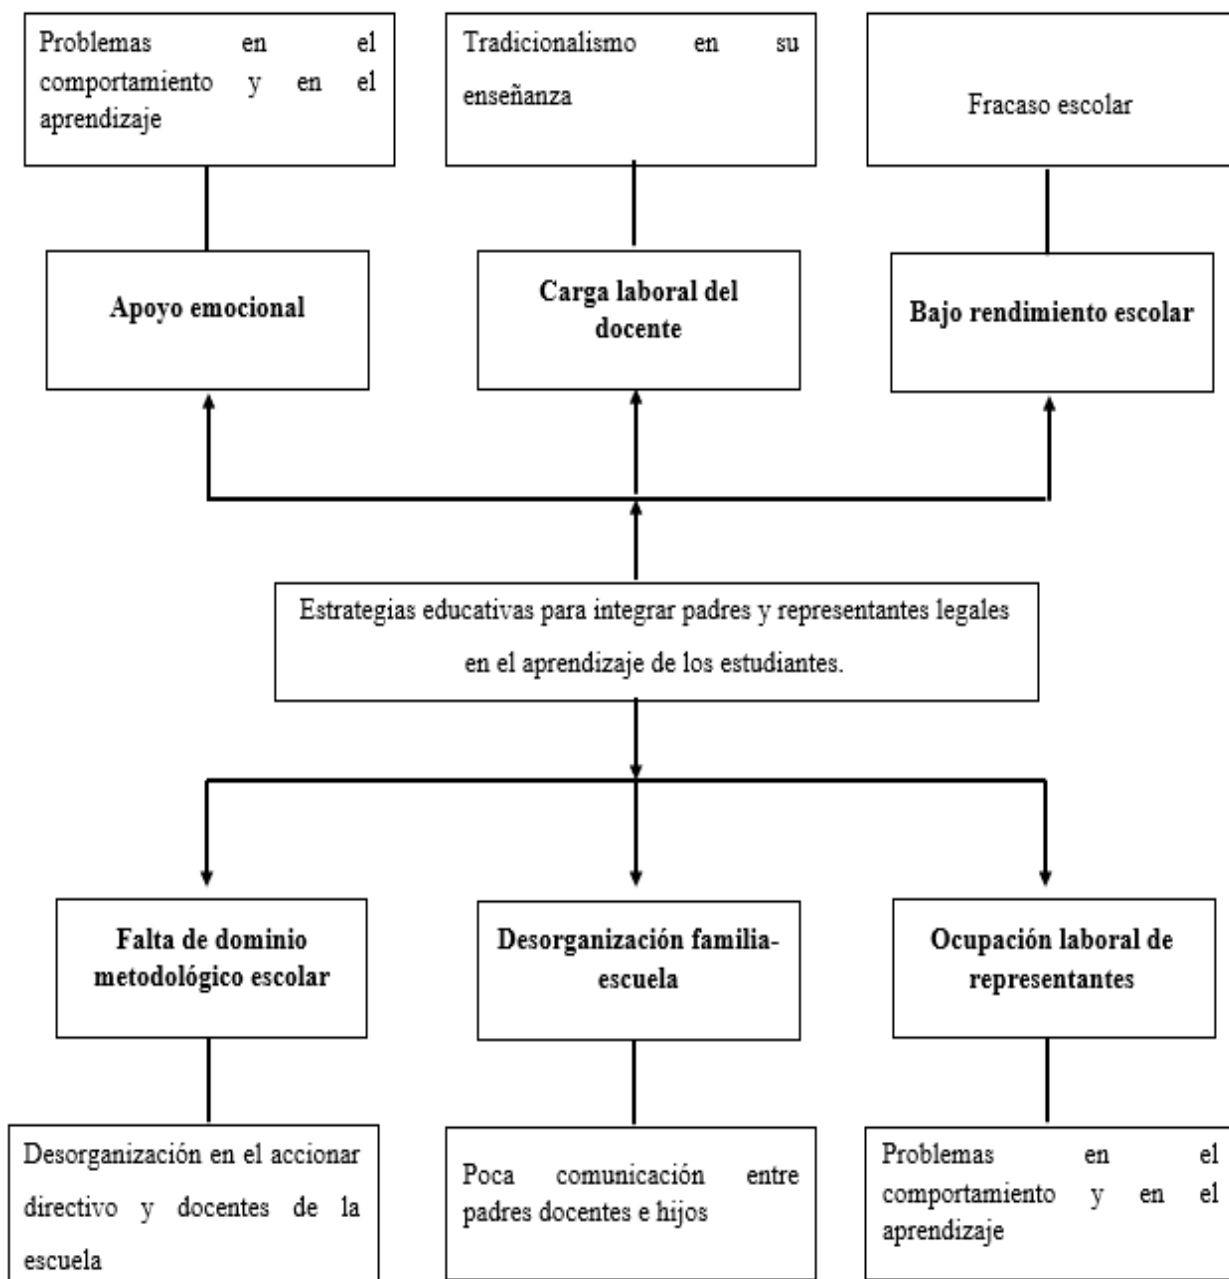 Problemas en el
comportamiento y en el
aprendizaje
Tradicionalismo en su
enseñanza
Fracaso escolar
Apoyo emocional
Carga laboral del
docente
Bajo rendimiento escolar
Estrategias educativas para integrar padres y representantes legales
en el aprendizaje de los estudiantes.
Falta de dominio
metodológico escolar
Desorganización familia-
escuela
Ocupación laboral de
representantes
Desorganización en el accionar
directivo y docentes de la
escuela
Poca comunicación entre
padres docentes e hijos
Problemas en el
comportamiento y en el
aprendizaje